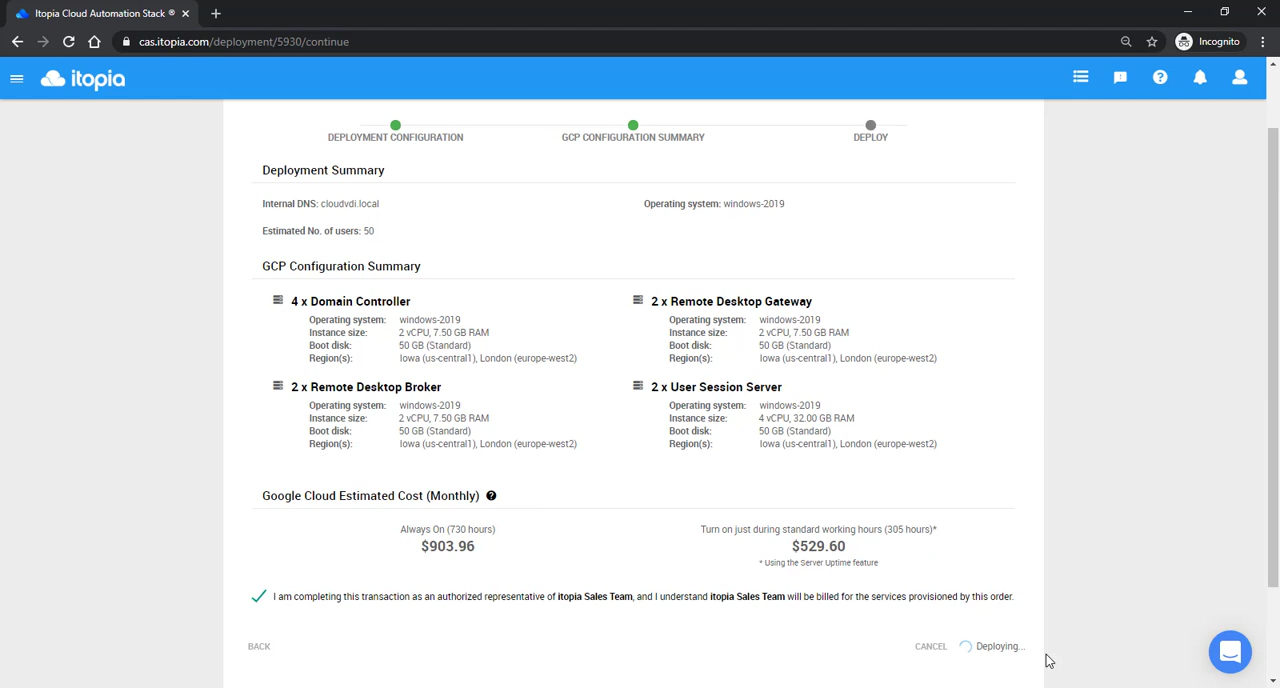 Itopia Cloud Automation Stack ®
cas.itopia.com/deployment/5930/continue
Incognito
itopia
DEPLOYMENT CONFIGURATION
GCP CONFIGURATION SUMMARY
DEPLOY
Deployment Summary
Internal DNS: cloudvdi.local
Operating system: windows-2019
Estimated No. of users: 50
GCP Configuration Summary
4 x Domain Controller
Operating system: windows-2019
Instance size: 2 vCPU, 7.50 GB RAM
Boot disk: 50 GB (Standard)
Region(s): Iowa (us-central1), London (europe-west2)
2 x Remote Desktop Gateway
Operating system: windows-2019
Instance size: 2 vCPU, 7.50 GB RAM
Boot disk: 50 GB (Standard)
Region(s): Iowa (us-central1), London (europe-west2)
2 x Remote Desktop Broker
Operating system: windows-2019
Instance size: 2 vCPU, 7.50 GB RAM
Boot disk: 50 GB (Standard)
Region(s): Iowa (us-central1), London (europe-west2)
2 x User Session Server
Operating system: windows-2019
Instance size: 4 vCPU, 32.00 GB RAM
Boot disk: 50 GB (Standard)
Region(s): Iowa (us-central1), London (europe-west2)
Google Cloud Estimated Cost (Monthly)
Always On (730 hours)
$903.96
Turn on just during standard working hours (305 hours)*
$529.60
* Using the Server Uptime feature
I am completing this transaction as an authorized representative of itopia Sales Team, and I understand itopia Sales Team will be billed for the services provisioned by this order.
BACK
CANCEL
Deploying...